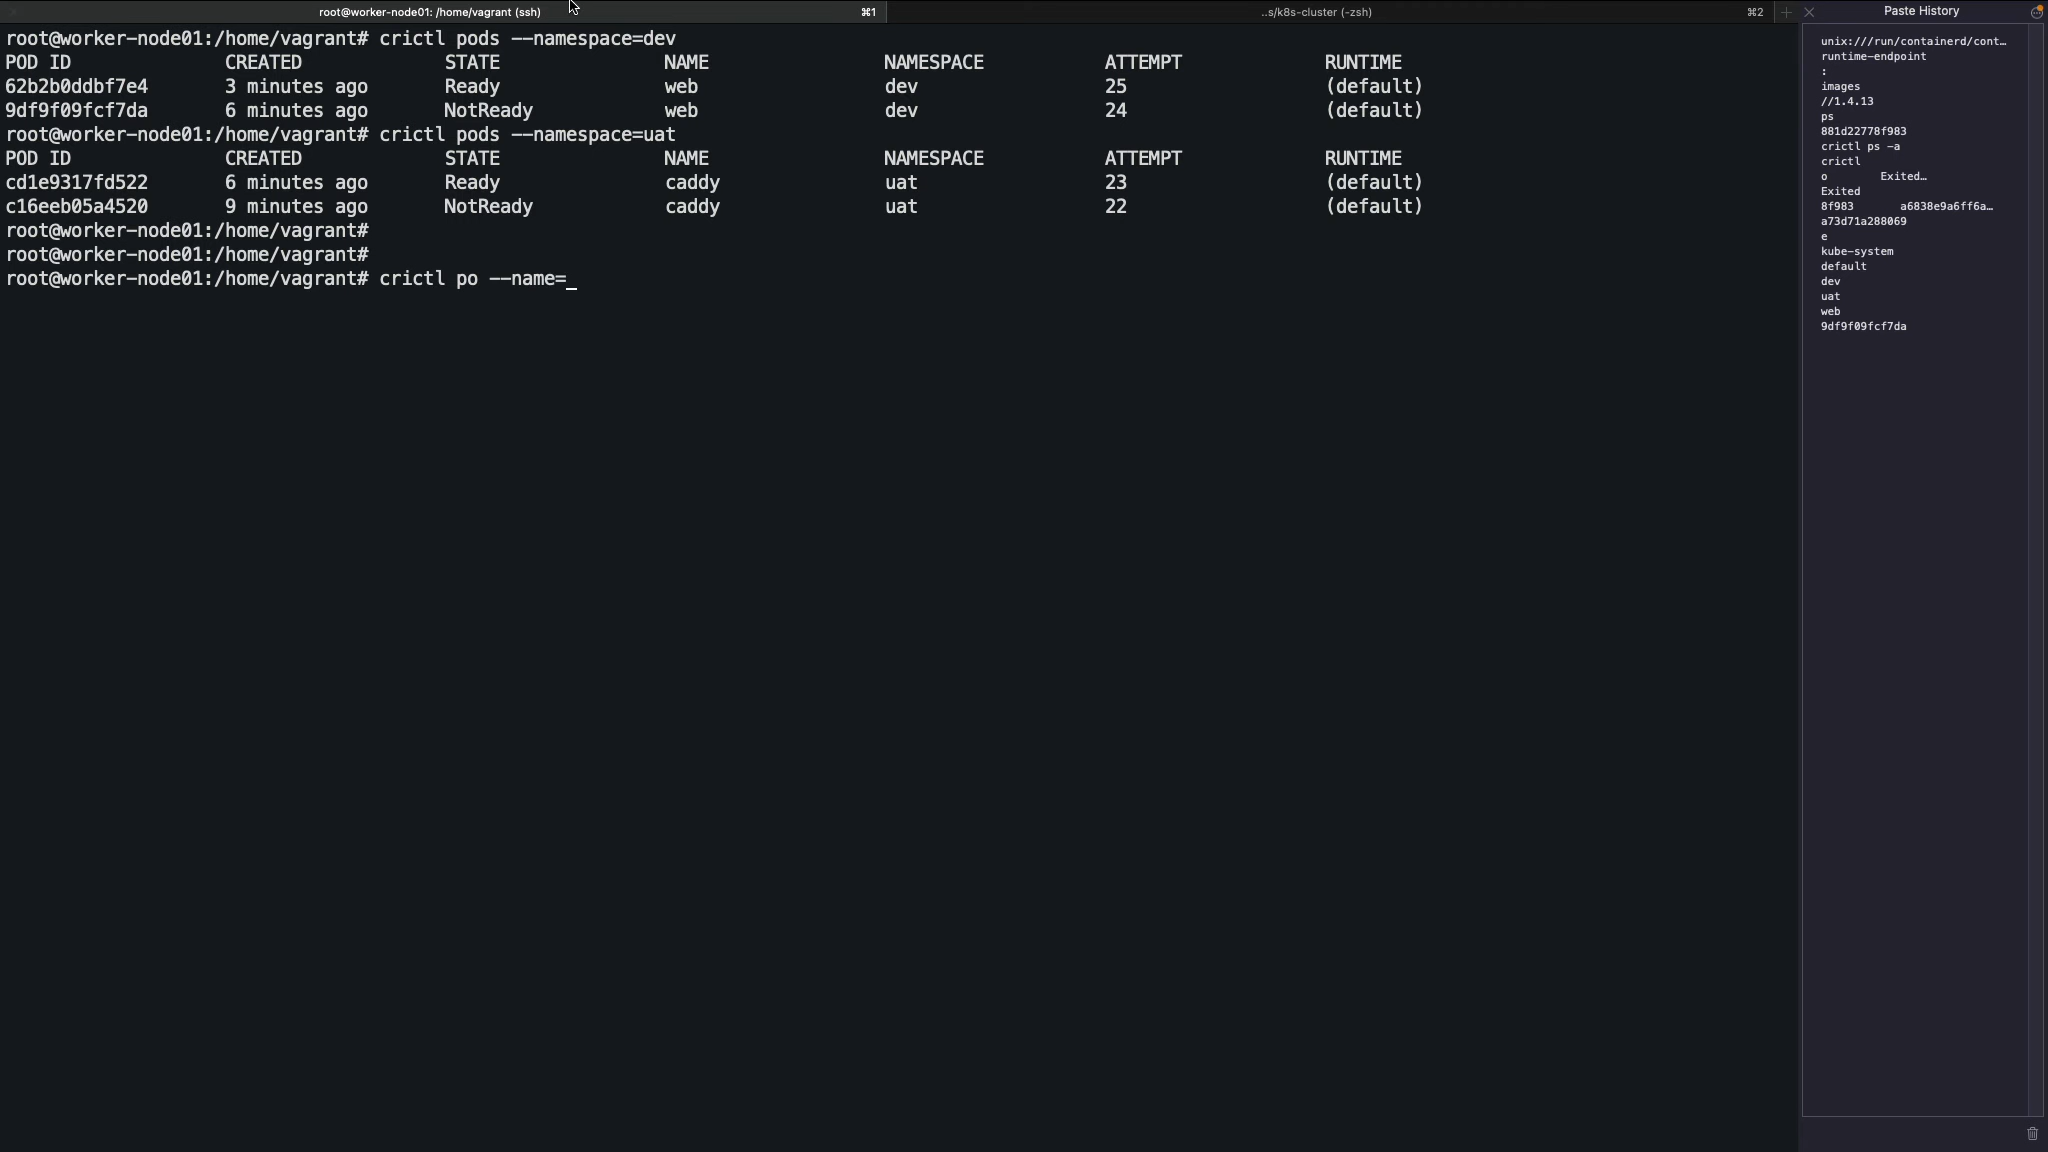 root@worker-node01: /home/vagrant (ssh) ⌘1 ..s/k8s-cluster (-zsh) ⌘2 + Paste History
root@worker-node01:/home/vagrant# crictl pods --namespace=dev
POD ID CREATED STATE NAME NAMESPACE ATTEMPT RUNTIME
62b2b0ddbf7e4 3 minutes ago Ready web dev 25 (default)
9df9f09fcf7da 6 minutes ago NotReady web dev 24 (default)
root@worker-node01:/home/vagrant# crictl pods --namespace=uat
POD ID CREATED STATE NAME NAMESPACE ATTEMPT RUNTIME
cd1e9317fd522 6 minutes ago Ready caddy uat 23 (default)
c16eeb05a4520 9 minutes ago NotReady caddy uat 22 (default)
root@worker-node01:/home/vagrant#
root@worker-node01:/home/vagrant#
root@worker-node01:/home/vagrant# crictl po --name=_
unix:///run/containerd/cont…
runtime-endpoint
:
images
//1.4.13
ps
881d22778f983
crictl ps -a
crictl
o Exited…
Exited
8f983 a6838e9a6ff6a…
a73d71a288069
e
kube-system
default
dev
uat
web
9df9f09fcf7da